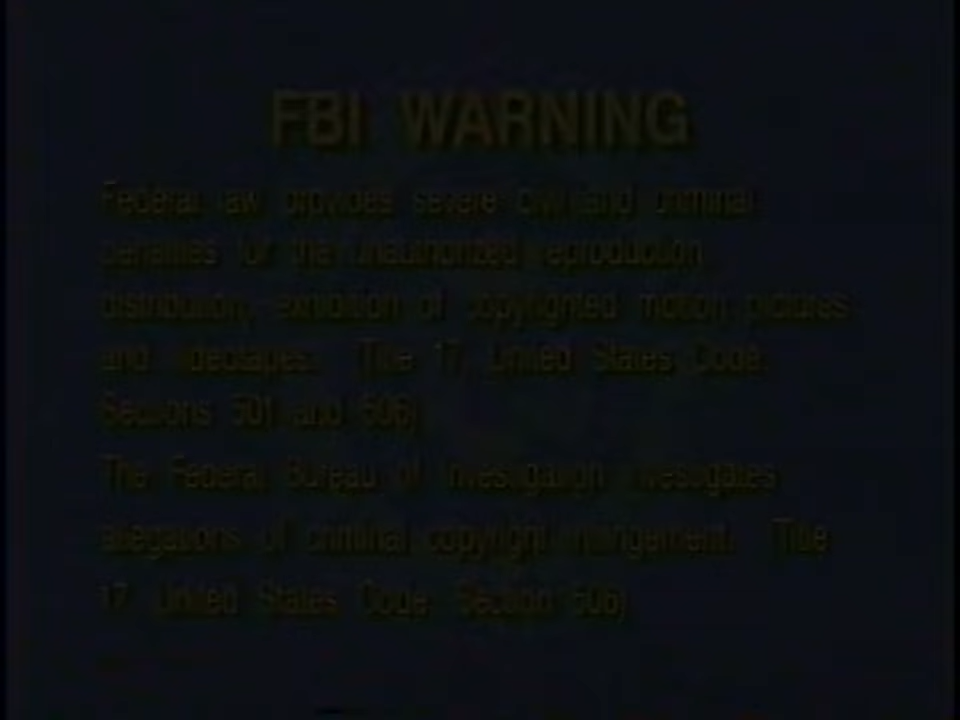 FBI WARNING
Federal law provides severe civil and criminal
penalties for the unauthorized reproduction,
distribution, exhibition of copyrighted motion pictures
and videotapes. (Title 17, United States Code,
Sections 501 and 506)
The Federal Bureau of Investigation investigates
allegations of criminal copyright infringement. (Title
17, United States Code, Section 506)